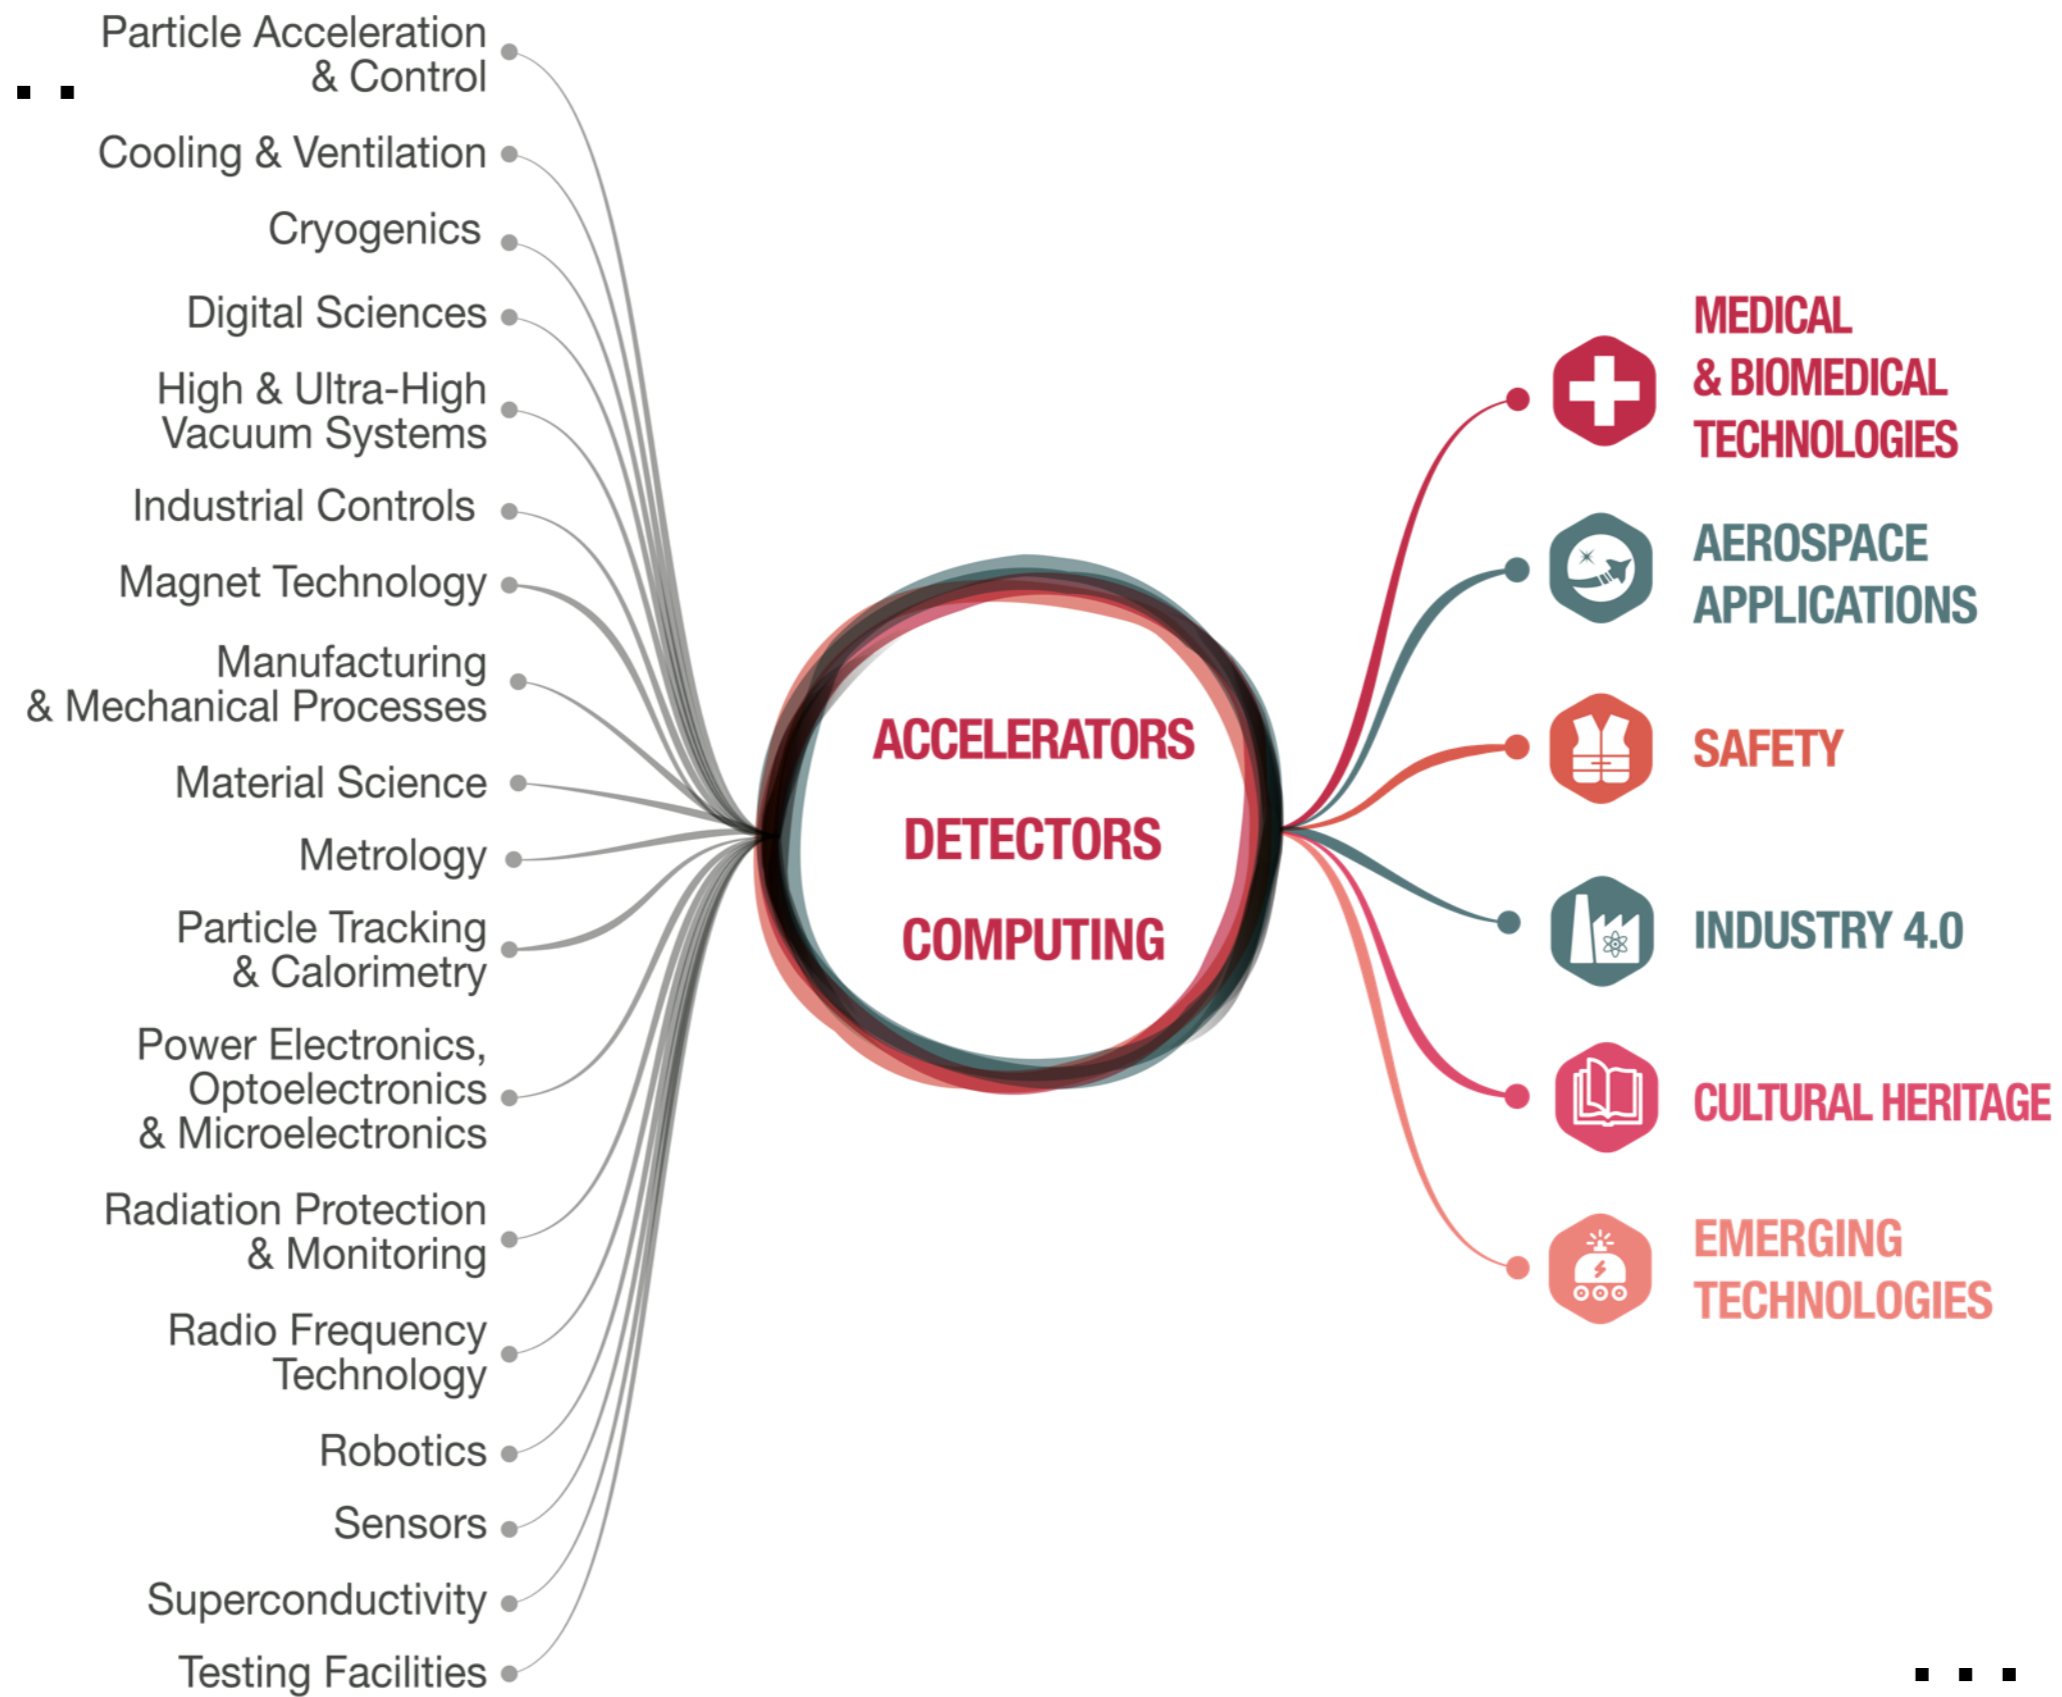 Particle Acceleration
& Control
..
Cooling & Ventilation
Cryogenics
Digital Sciences
High & Ultra-High
Vacuum Systems
Industrial Controls
Magnet Technology
Manufacturing
& Mechanical Processes
Material Science
Metrology
Particle Tracking
& Calorimetry
Power Electronics,
Optoelectronics
& Microelectronics
Radiation Protection
& Monitoring
Radio Frequency
Technology
Robotics
Sensors
Superconductivity
Testing Facilities
ACCELERATORS
DETECTORS
COMPUTING
MEDICAL
& BIOMEDICAL
TECHNOLOGIES
AEROSPACE
APPLICATIONS
SAFETY
INDUSTRY 4.0
CULTURAL HERITAGE
EMERGING
TECHNOLOGIES
...